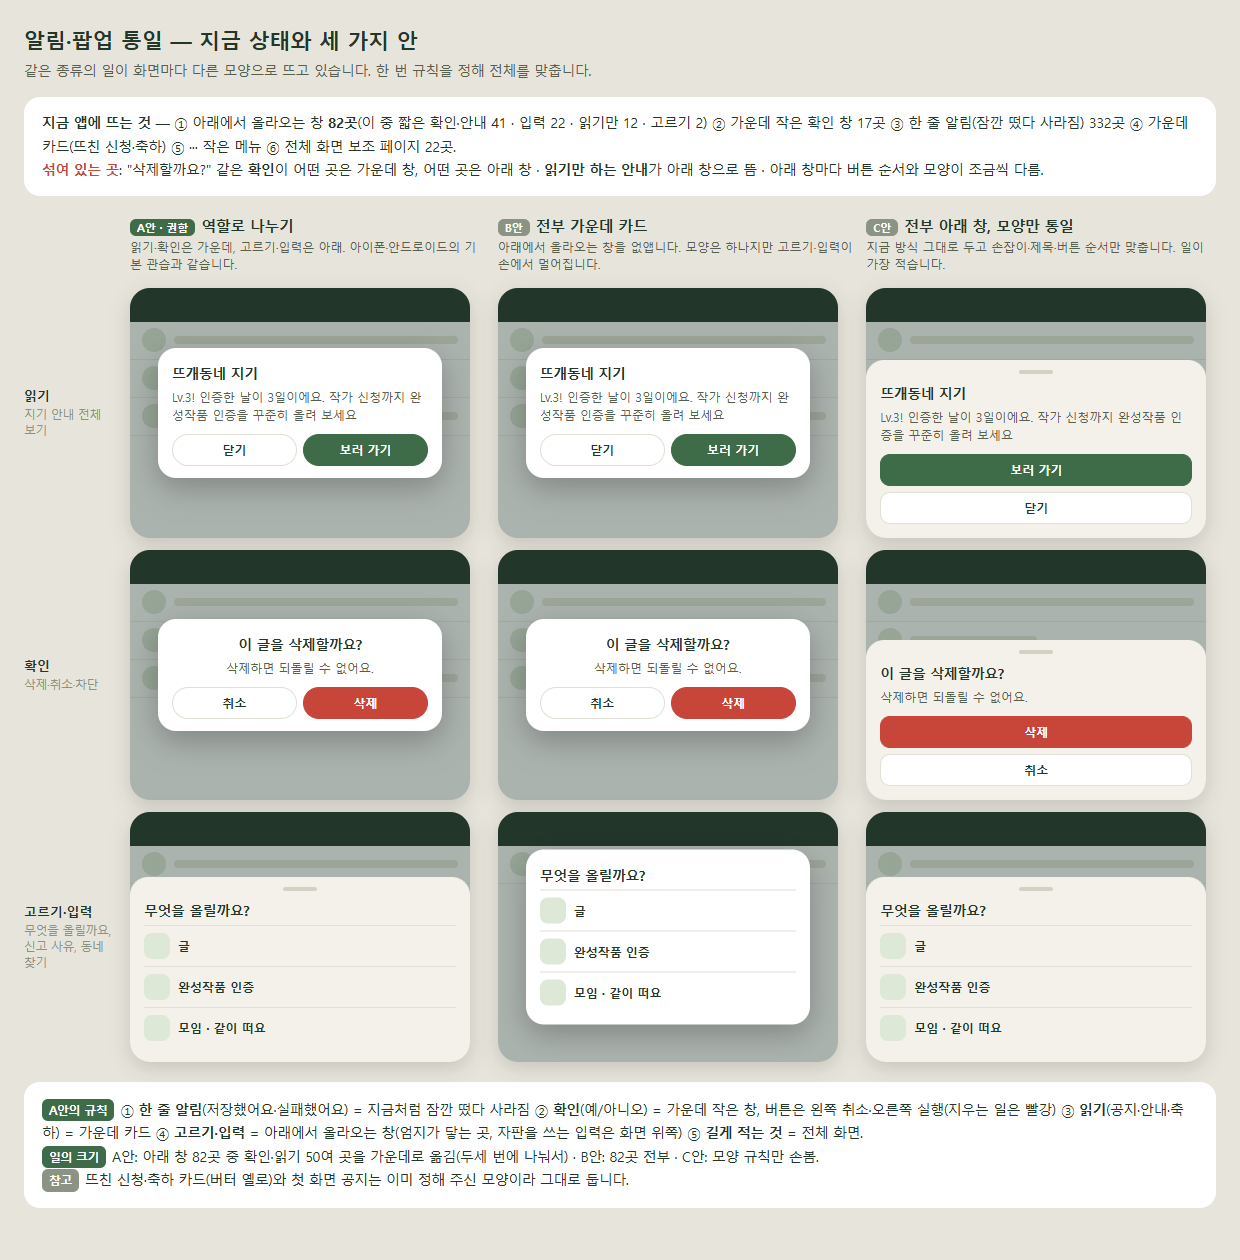 알림·팝업 통일 — 지금 상태와 세 가지 안
같은 종류의 일이 화면마다 다른 모양으로 뜨고 있습니다. 한 번 규칙을 정해 전체를 맞춥니다.
지금 앱에 뜨는 것 — ① 아래에서 올라오는 창 82곳(이 중 짧은 확인·안내 41 · 입력 22 · 읽기만 12 · 고르기 2) ② 가운데 작은 확인 창 17곳 ③ 한 줄 알림(잠깐 떴다 사라짐) 332곳 ④ 가운데
카드(뜨친 신청·축하) ⑤ ··· 작은 메뉴 ⑥ 전체 화면 보조 페이지 22곳.
섞여 있는 곳: "삭제할까요?" 같은 확인이 어떤 곳은 가운데 창, 어떤 곳은 아래 창 · 읽기만 하는 안내가 아래 창으로 뜸 · 아래 창마다 버튼 순서와 모양이 조금씩 다름.
A안 · 권함 역할로 나누기
읽기·확인은 가운데, 고르기·입력은 아래. 아이폰·안드로이드의 기
본 관습과 같습니다.
B안 전부 가운데 카드
아래에서 올라오는 창을 없앱니다. 모양은 하나지만 고르기·입력이
손에서 멀어집니다.
C안 전부 아래 창, 모양만 통일
지금 방식 그대로 두고 손잡이·제목·버튼 순서만 맞춥니다. 일이
가장 적습니다.
읽기
지기 안내 전체
보기
뜨개동네 지기
Lv.3! 인증한 날이 3일이에요. 작가 신청까지 완
성작품 인증을 꾸준히 올려 보세요
닫기 보러 가기
뜨개동네 지기
Lv.3! 인증한 날이 3일이에요. 작가 신청까지 완
성작품 인증을 꾸준히 올려 보세요
닫기 보러 가기
뜨개동네 지기
Lv.3! 인증한 날이 3일이에요. 작가 신청까지 완성작품 인
증을 꾸준히 올려 보세요
보러 가기
닫기
확인
삭제·취소·차단
이 글을 삭제할까요?
삭제하면 되돌릴 수 없어요.
취소 삭제
이 글을 삭제할까요?
삭제하면 되돌릴 수 없어요.
취소 삭제
이 글을 삭제할까요?
삭제하면 되돌릴 수 없어요.
삭제
취소
고르기·입력
무엇을 올릴까요,
신고 사유, 동네
찾기
무엇을 올릴까요?
글
완성작품 인증
모임 · 같이 떠요
무엇을 올릴까요?
글
완성작품 인증
모임 · 같이 떠요
무엇을 올릴까요?
글
완성작품 인증
모임 · 같이 떠요
A안의 규칙 ① 한 줄 알림(저장했어요·실패했어요) = 지금처럼 잠깐 떴다 사라짐 ② 확인(예/아니오) = 가운데 작은 창, 버튼은 왼쪽 취소·오른쪽 실행(지우는 일은 빨강) ③ 읽기(공지·안내·축
하) = 가운데 카드 ④ 고르기·입력 = 아래에서 올라오는 창(엄지가 닿는 곳, 자판을 쓰는 입력은 화면 위쪽) ⑤ 길게 적는 것 = 전체 화면.
일의 크기 A안: 아래 창 82곳 중 확인·읽기 50여 곳을 가운데로 옮김(두세 번에 나눠서) · B안: 82곳 전부 · C안: 모양 규칙만 손봄.
참고 뜨친 신청·축하 카드(버터 옐로)와 첫 화면 공지는 이미 정해 주신 모양이라 그대로 둡니다.